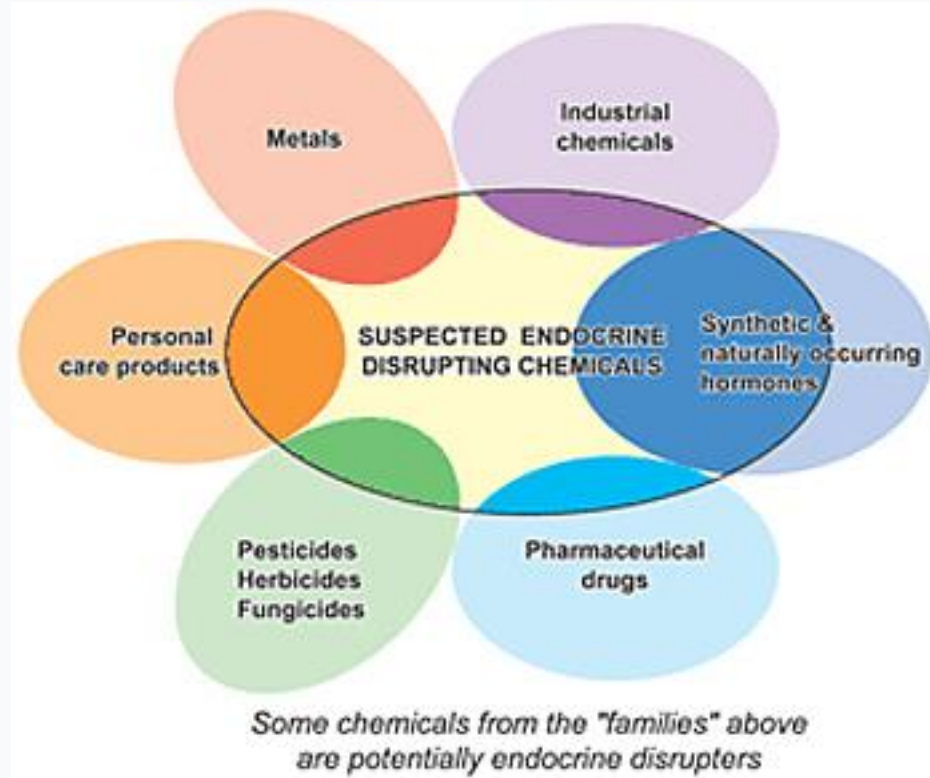 Metals
Industrial
chemicals
Personal
care products
SUSPECTED ENDOCRINE
DISRUPTING CHEMICALS
Synthetic &
naturally occurring
hormones
Pesticides
Herbicides
Fungicides
Pharmaceutical
drugs
Some chemicals from the "families" above
are potentially endocrine disrupters